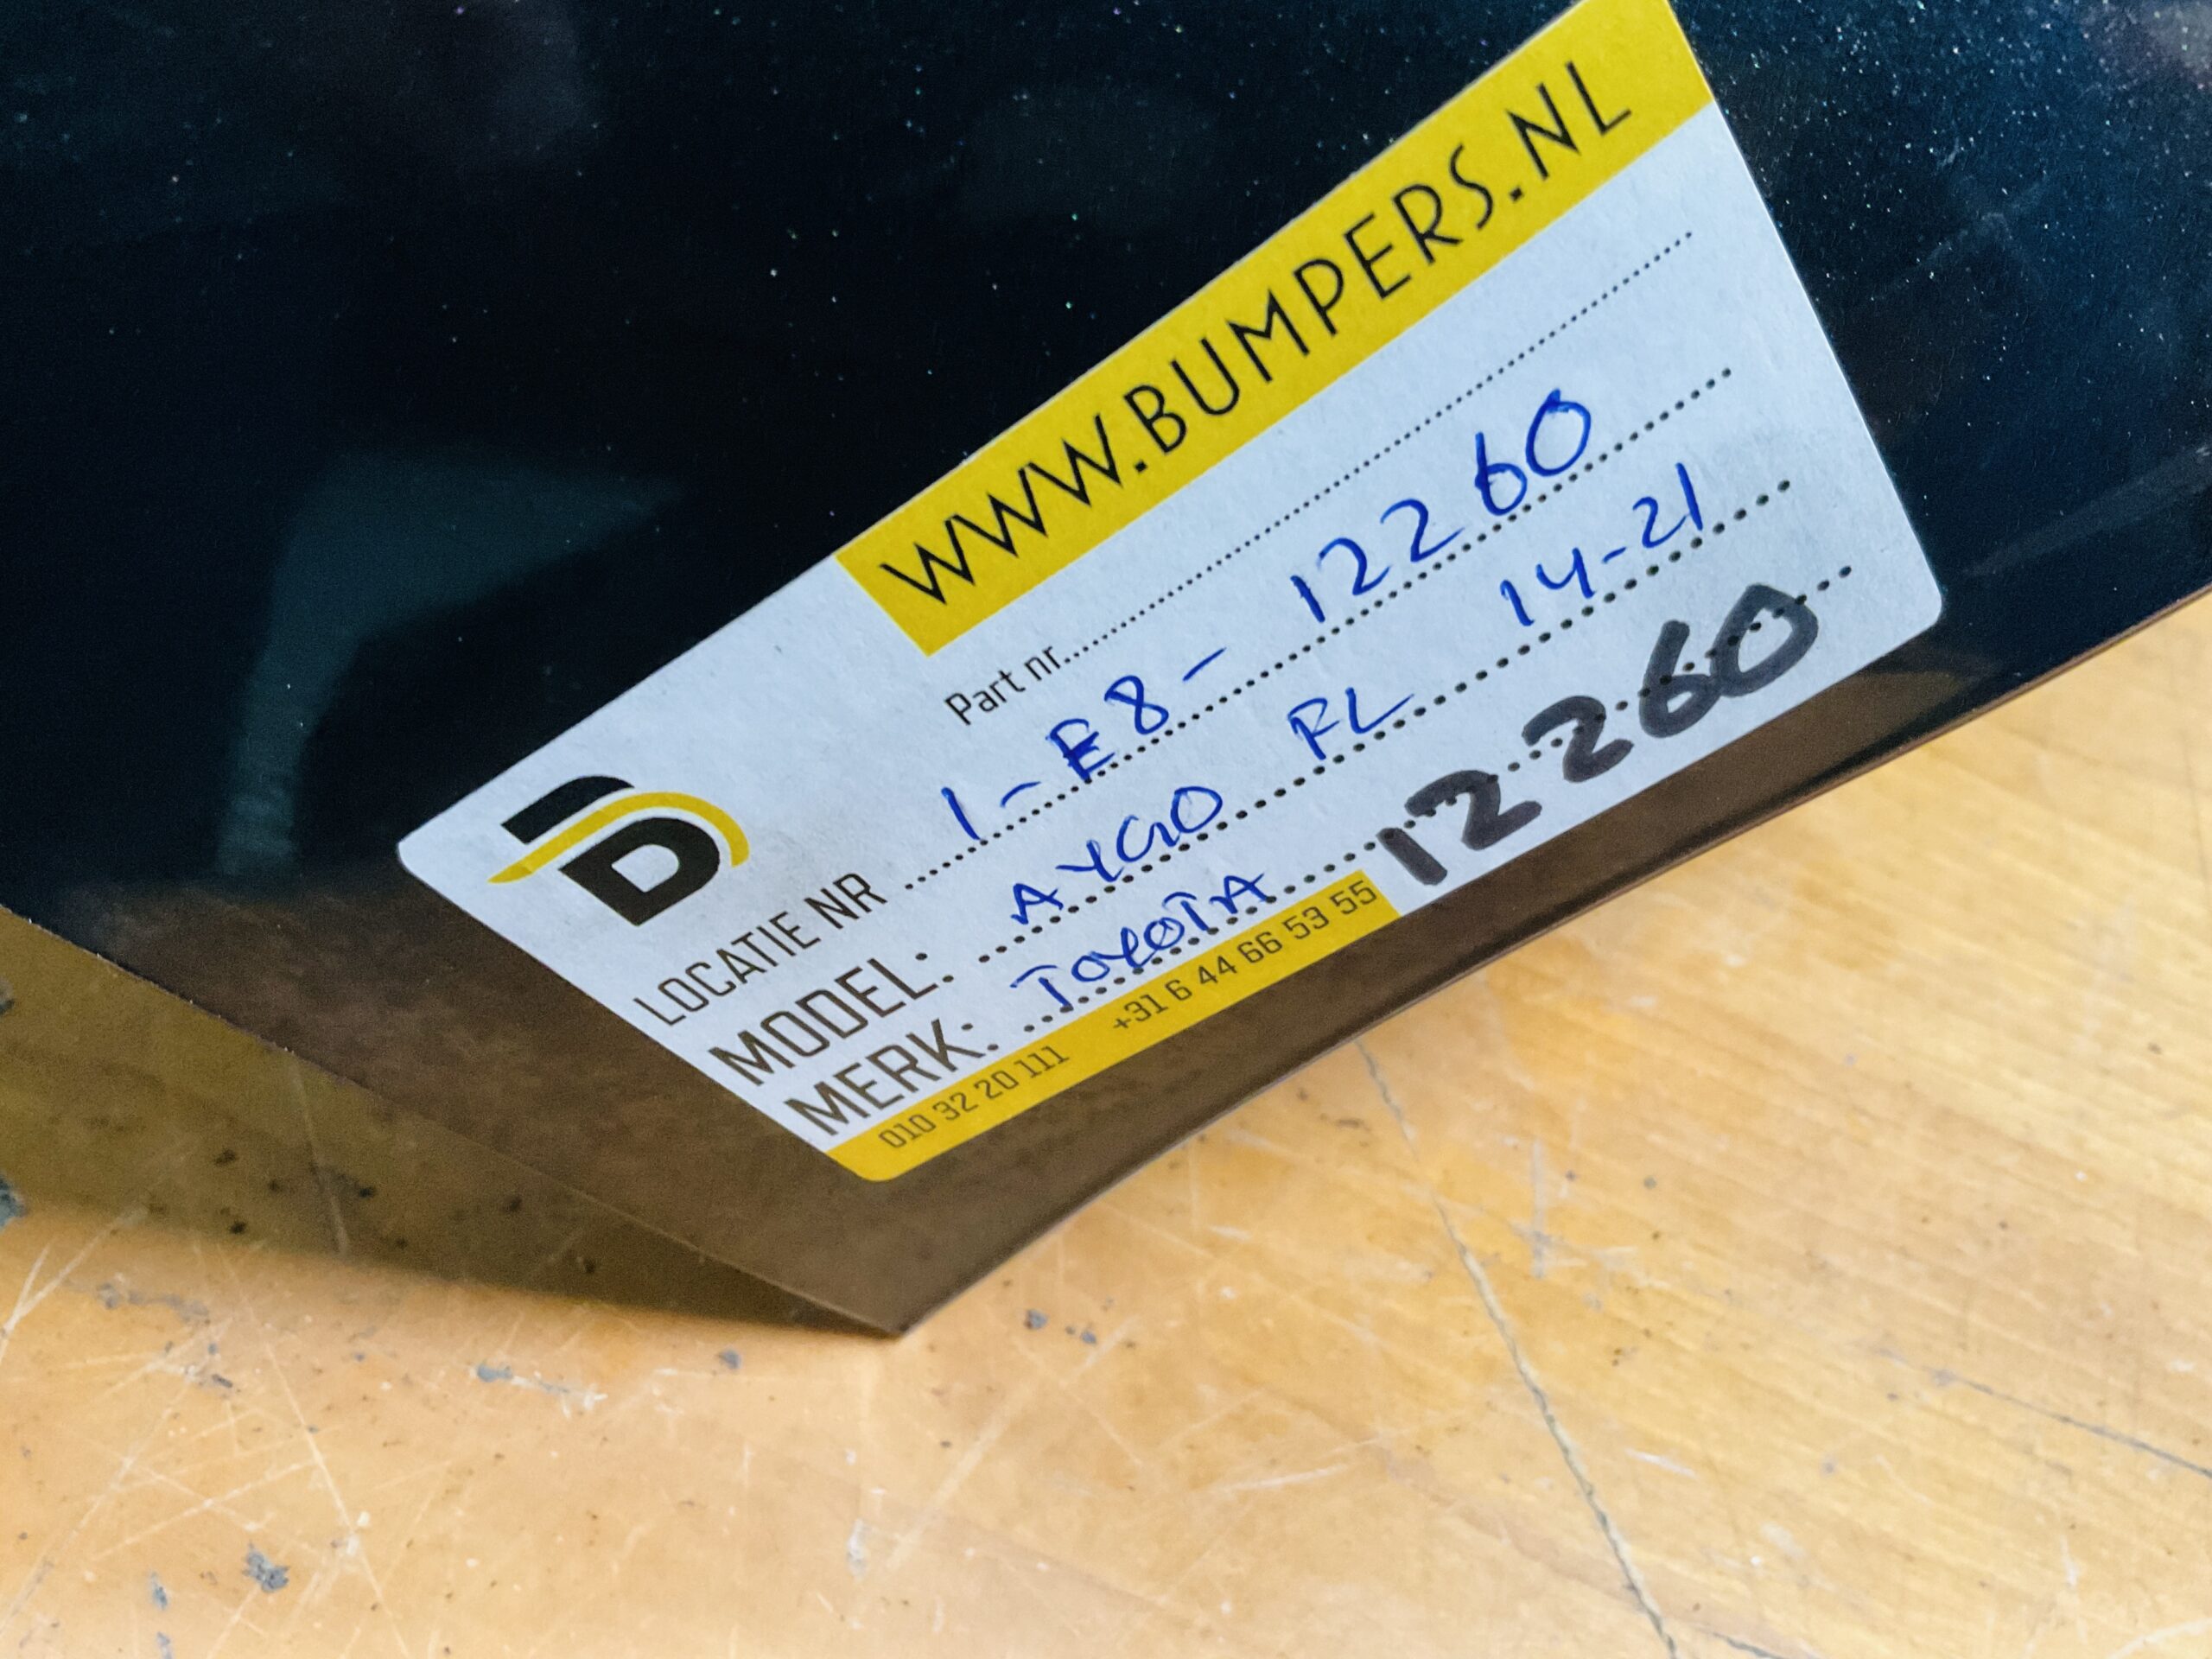 WWW.BUMPERS.NL
Part nr.
LOCATIE NR 1-E8- 12260
MODEL: AYGO FL 14-21
MERK: TOYOTA 12260
010 32 20 111 +31 6 44 66 53 55